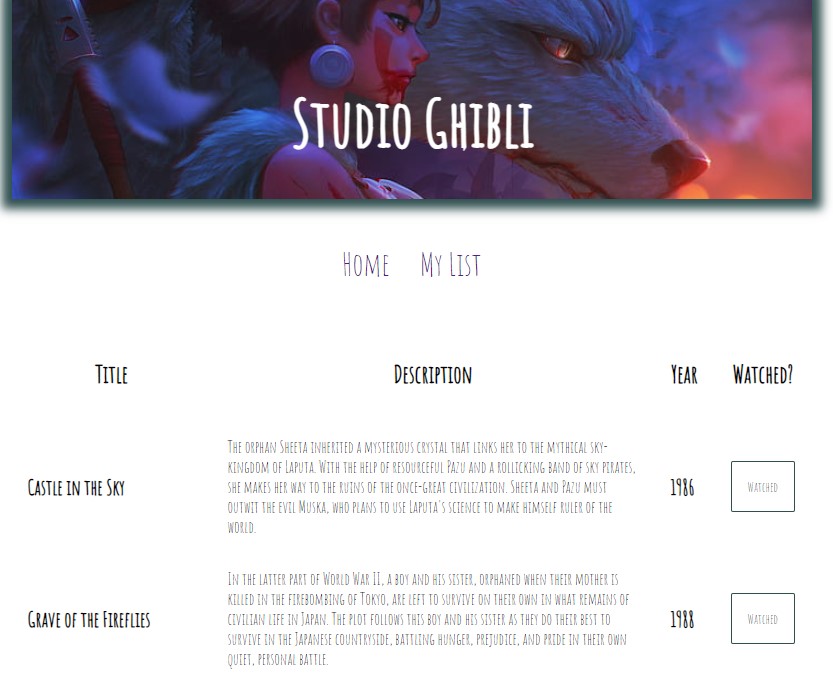 Studio Ghibli
Home My List
Title Description Year Watched?
The orphan Sheeta inherited a mysterious crystal that links her to the mythical sky-
kingdom of Laputa. With the help of resourceful Pazu and a rollicking band of sky pirates,
Castle in the Sky she makes her way to the ruins of the once-great civilization. Sheeta and Pazu must 1986 Watched
outwit the evil Muska, who plans to use Laputa's science to make himself ruler of the
world.
In the latter part of World War II, a boy and his sister, orphaned when their mother is
killed in the firebombing of Tokyo, are left to survive on their own in what remains of
Grave of the Fireflies civilian life in Japan. The plot follows this boy and his sister as they do their best to 1988 Watched
survive in the Japanese countryside, battling hunger, prejudice, and pride in their own
quiet, personal battle.